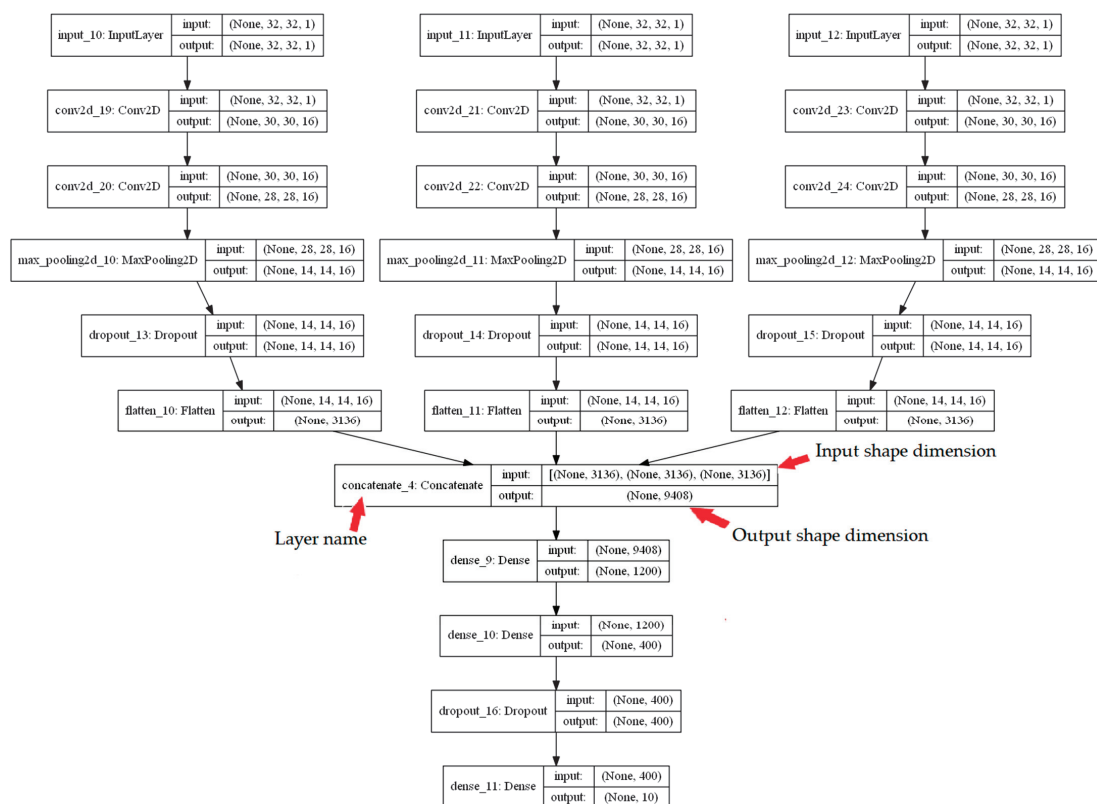 input_10: InputLayer
input: (None, 32, 32, 1)
output: (None, 32, 32, 1)
input_11: InputLayer
input: (None, 32, 32, 1)
output: (None, 32, 32, 1)
input_12: InputLayer
input: (None, 32, 32, 1)
output: (None, 32, 32, 1)
conv2d_19: Conv2D
input: (None, 32, 32, 1)
output: (None, 30, 30, 16)
conv2d_21: Conv2D
input: (None, 32, 32, 1)
output: (None, 30, 30, 16)
conv2d_23: Conv2D
input: (None, 32, 32, 1)
output: (None, 30, 30, 16)
conv2d_20: Conv2D
input: (None, 30, 30, 16)
output: (None, 28, 28, 16)
conv2d_22: Conv2D
input: (None, 30, 30, 16)
output: (None, 28, 28, 16)
conv2d_24: Conv2D
input: (None, 30, 30, 16)
output: (None, 28, 28, 16)
max_pooling2d_10: MaxPooling2D
input: (None, 28, 28, 16)
output: (None, 14, 14, 16)
max_pooling2d_11: MaxPooling2D
input: (None, 28, 28, 16)
output: (None, 14, 14, 16)
max_pooling2d_12: MaxPooling2D
input: (None, 28, 28, 16)
output: (None, 14, 14, 16)
dropout_13: Dropout
input: (None, 14, 14, 16)
output: (None, 14, 14, 16)
dropout_14: Dropout
input: (None, 14, 14, 16)
output: (None, 14, 14, 16)
dropout_15: Dropout
input: (None, 14, 14, 16)
output: (None, 14, 14, 16)
flatten_10: Flatten
input: (None, 14, 14, 16)
output: (None, 3136)
flatten_11: Flatten
input: (None, 14, 14, 16)
output: (None, 3136)
flatten_12: Flatten
input: (None, 14, 14, 16)
output: (None, 3136)
Input shape dimension
concatenate_4: Concatenate
input: [(None, 3136), (None, 3136), (None, 3136)]
output: (None, 9408)
Layer name
Output shape dimension
dense_9: Dense
input: (None, 9408)
output: (None, 1200)
dense_10: Dense
input: (None, 1200)
output: (None, 400)
dropout_16: Dropout
input: (None, 400)
output: (None, 400)
dense_11: Dense
input: (None, 400)
output: (None, 10)